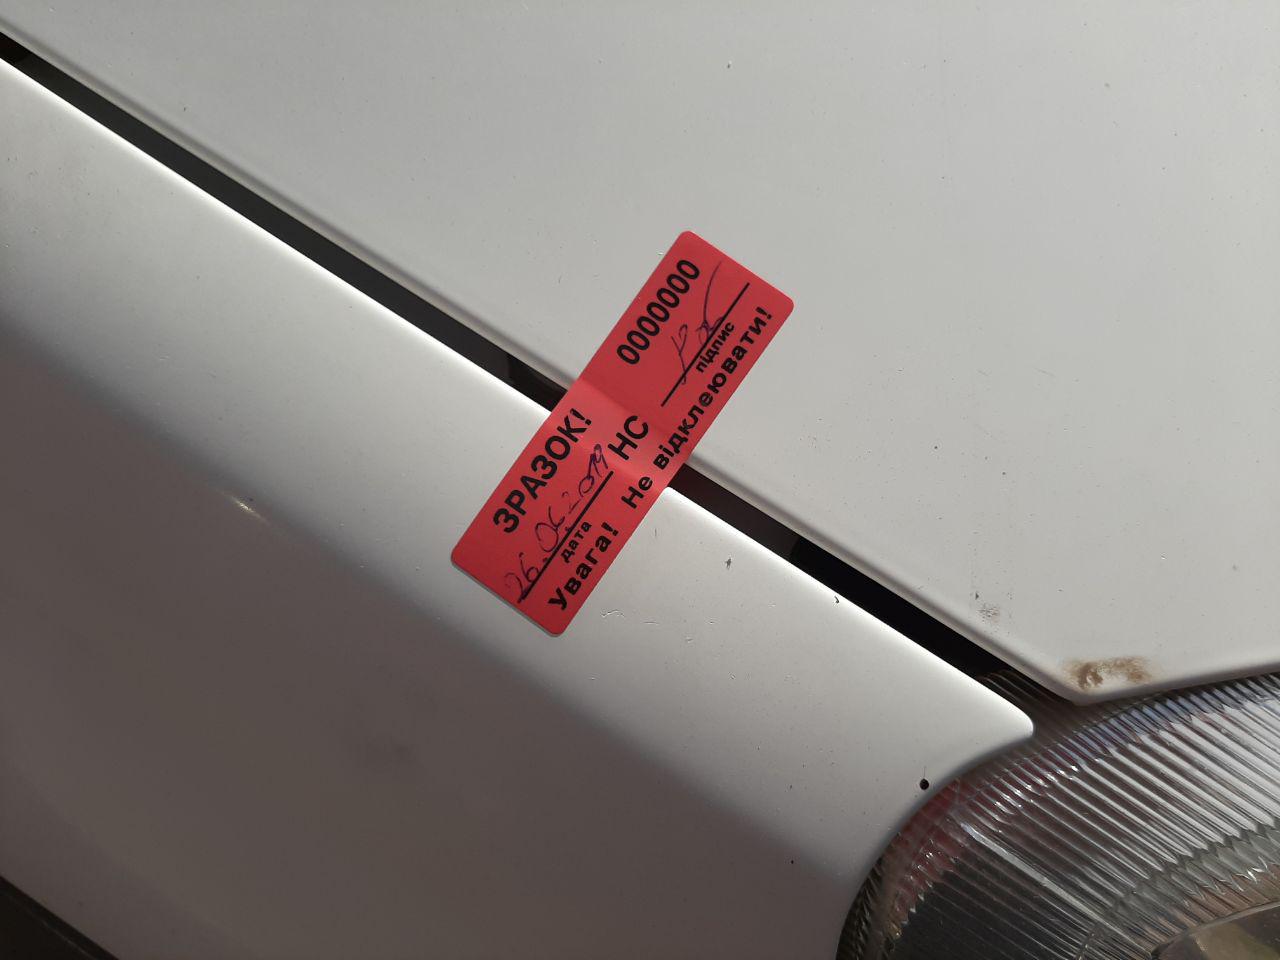 ЗРАЗОК! 0000000
26.06.2019 НС
дата підпис
Увага! Не відклеювати!